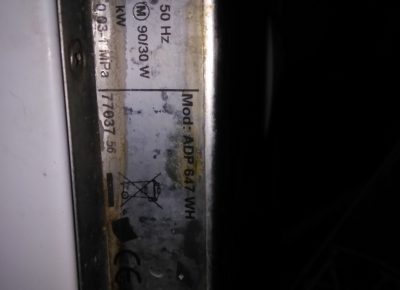 50 Hz
M 90/30 W
kW
0,03-1 MPa
Mod: ADP 647 WH
77037 56
CE